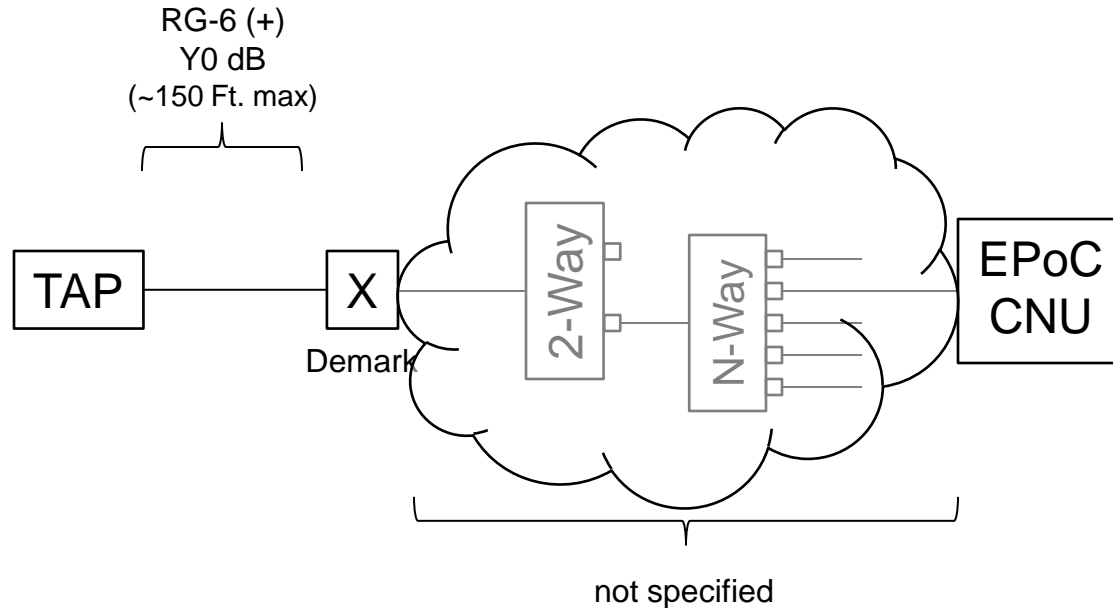 RG-6 (+)
Y0 dB
(~150 Ft. max)
TAP
X
Demark
2-Way
N-Way
EPoC
CNU
not specified